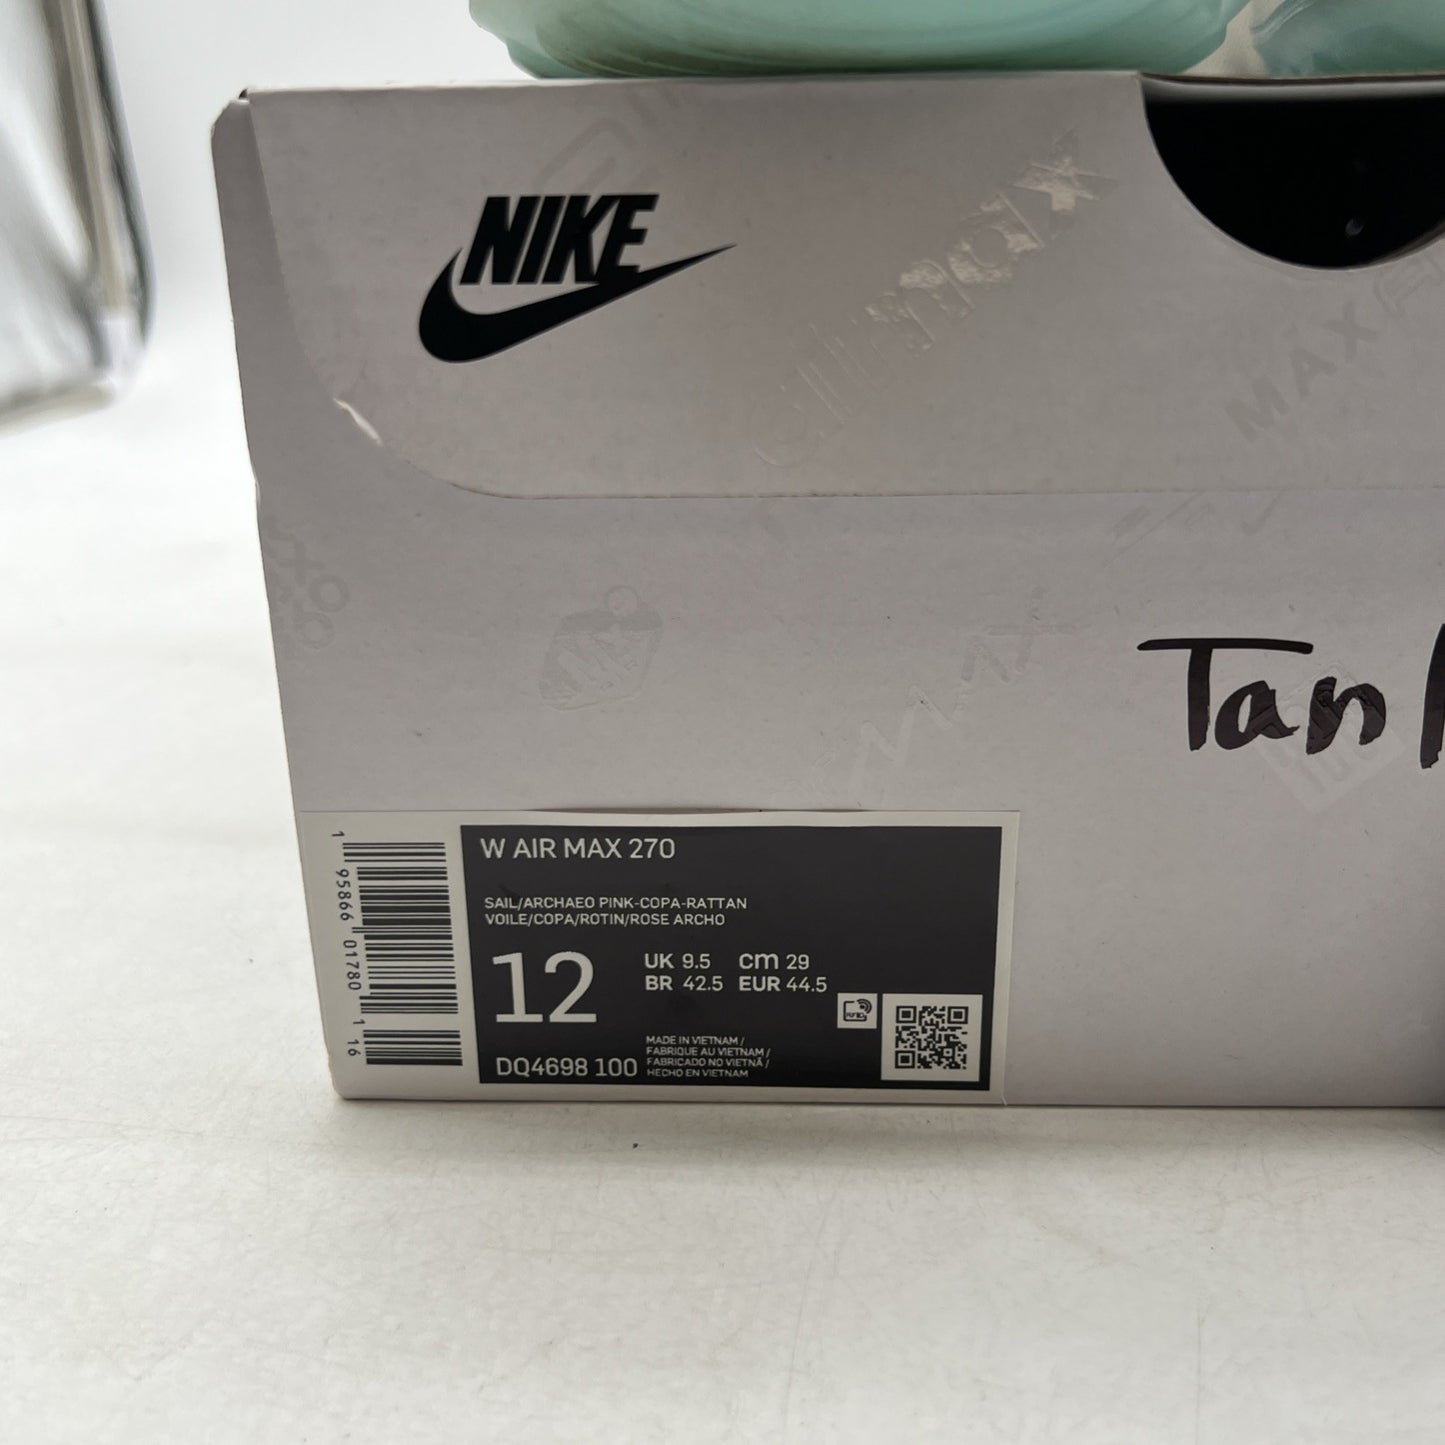 NIKE
airmax
MAX
Tan
W AIR MAX 270
SAIL/ARCHAEO PINK-COPA-RATTAN
VOILE/COPA/ROTIN/ROSE ARCHO
12
UK 9.5 cm 29
BR 42.5 EUR 44.5
DQ4698 100
MADE IN VIETNAM /
FABRIQUE AU VIETNAM /
FABRICADO NO VIETNÃ /
HECHO EN VIETNAM
1 95866 01780 1 16